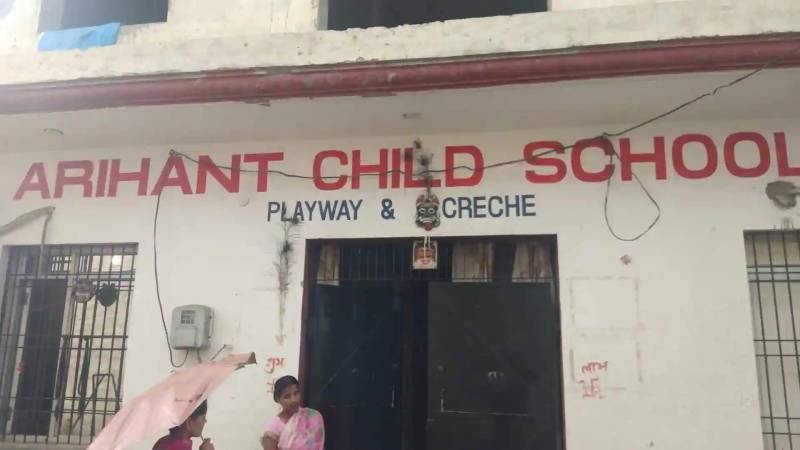 ARIHANT CHILD SCHOOL
PLAYWAY & CRECHE
शुभ
लाभ